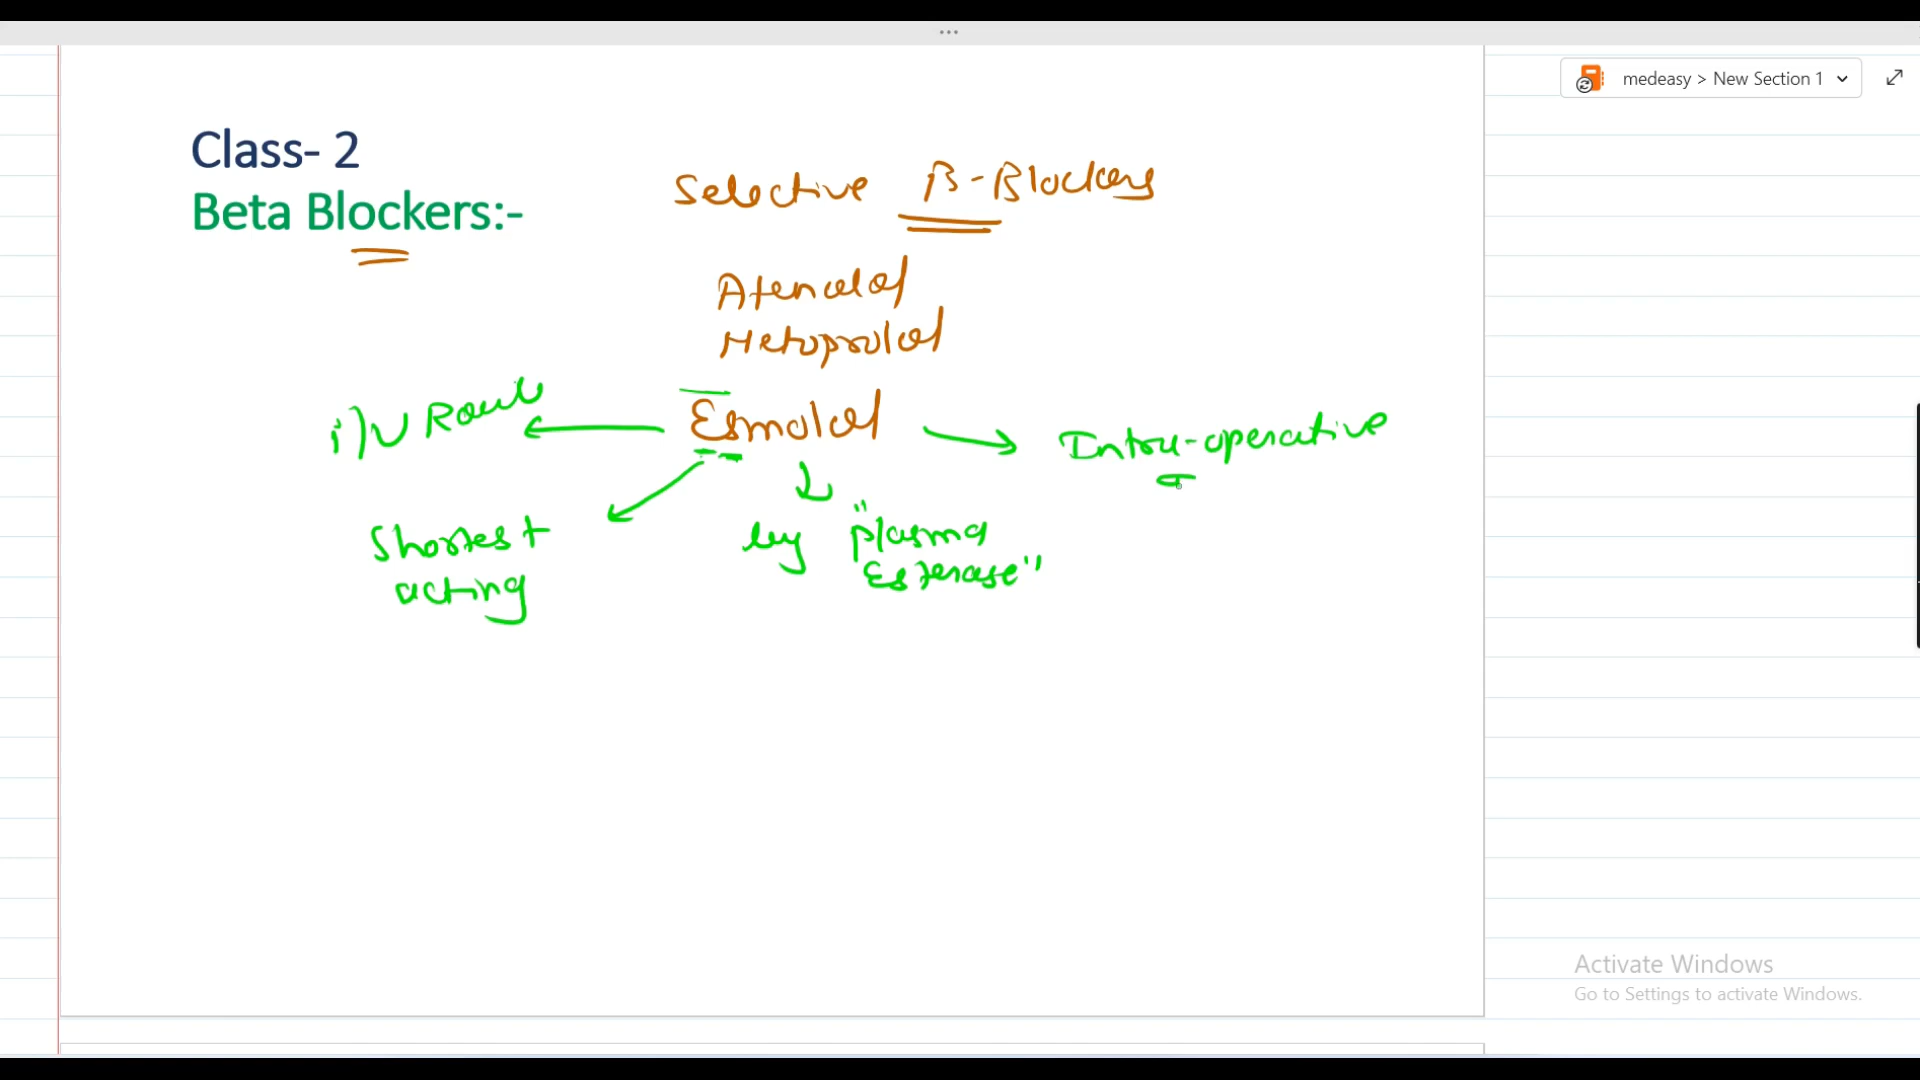 ...
medeasy > New Section 1
Class- 2
Beta Blockers:-
Selective β-Blockers
Atenolol
Metoprolol
i/v Route
Esmolol
Intra-operative
Shortest
acting
by "Plasma
Esterase"
Activate Windows
Go to Settings to activate Windows.